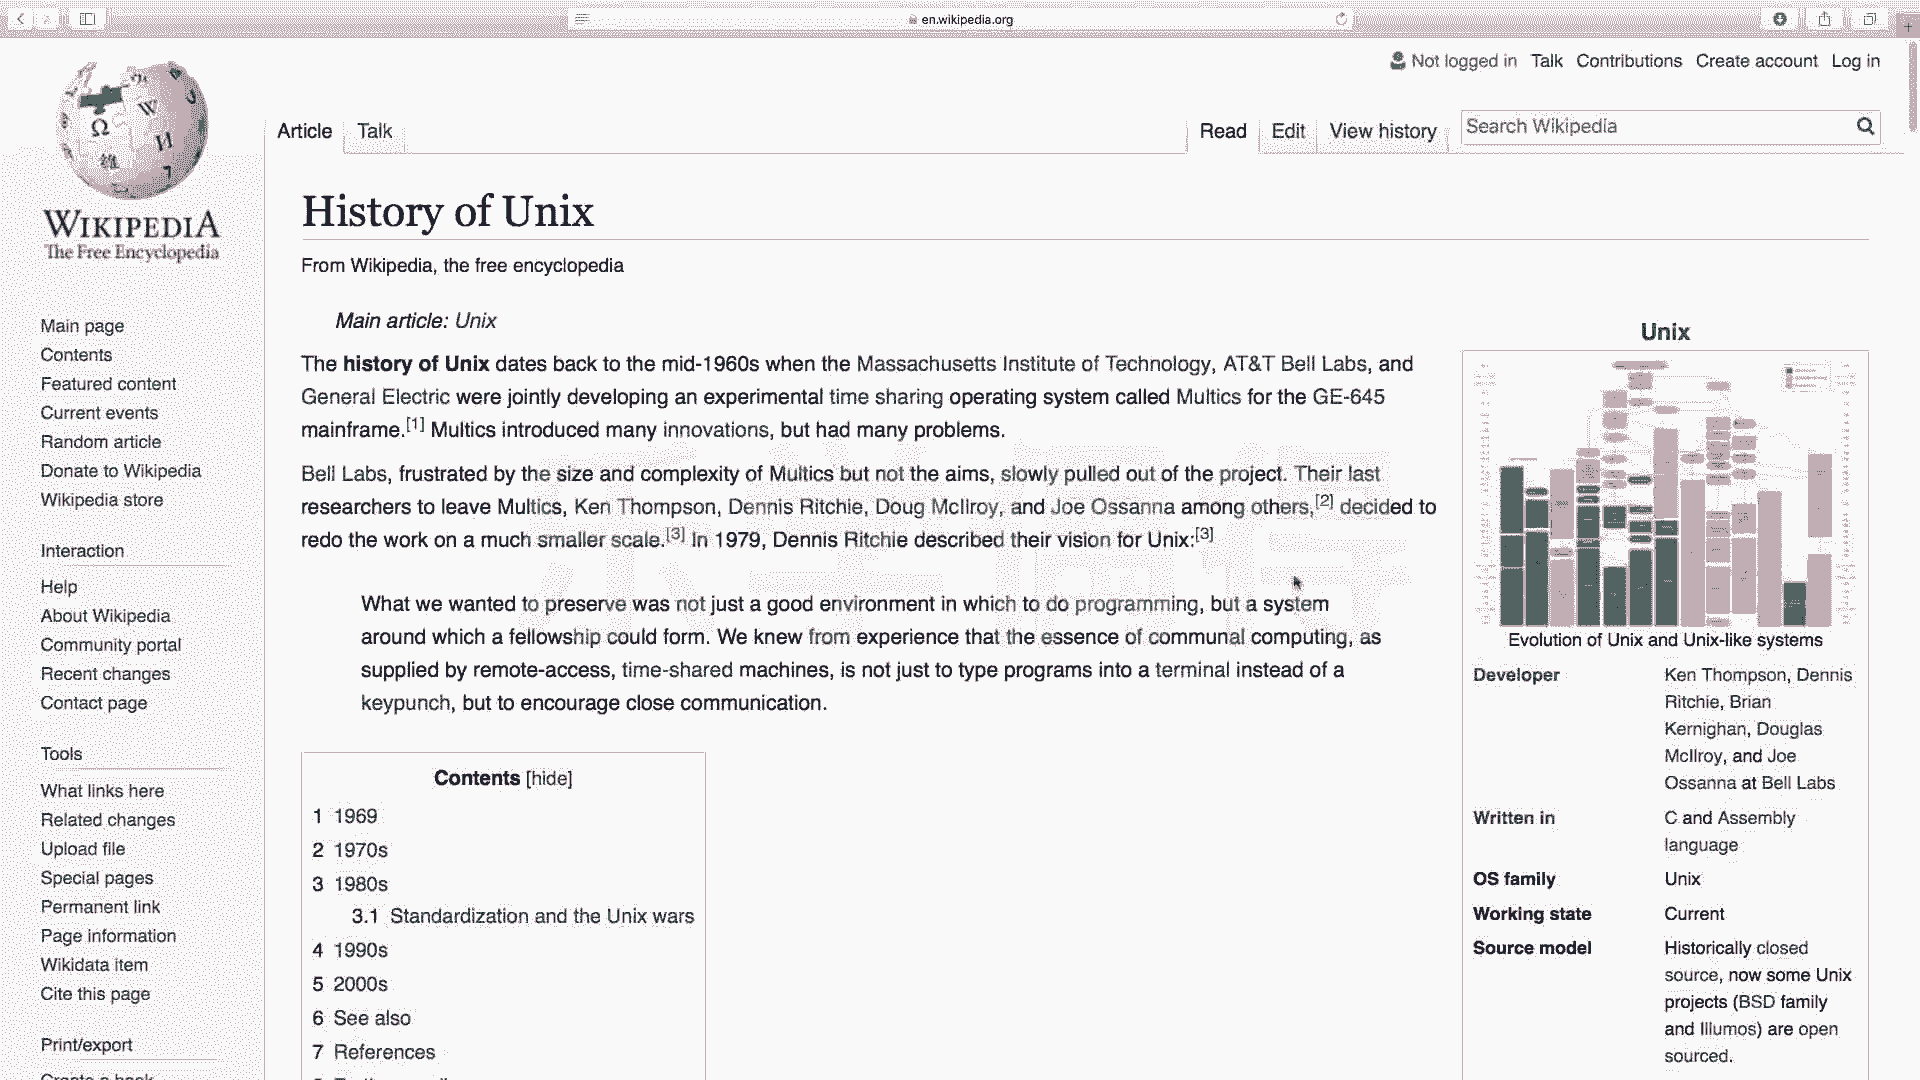 en.wikipedia.org
Not logged in Talk Contributions Create account Log in
Article Talk
Read Edit View history
Search Wikipedia
WIKIPEDIA
The Free Encyclopedia
Main page
Contents
Featured content
Current events
Random article
Donate to Wikipedia
Wikipedia store
Interaction
Help
About Wikipedia
Community portal
Recent changes
Contact page
Tools
What links here
Related changes
Upload file
Special pages
Permanent link
Page information
Wikidata item
Cite this page
Print/export
Create a book
History of Unix
From Wikipedia, the free encyclopedia
Main article: Unix
The history of Unix dates back to the mid-1960s when the Massachusetts Institute of Technology, AT&T Bell Labs, and
General Electric were jointly developing an experimental time sharing operating system called Multics for the GE-645
mainframe.[1] Multics introduced many innovations, but had many problems.
Bell Labs, frustrated by the size and complexity of Multics but not the aims, slowly pulled out of the project. Their last
researchers to leave Multics, Ken Thompson, Dennis Ritchie, Doug McIlroy, and Joe Ossanna among others,[2] decided to
redo the work on a much smaller scale.[3] In 1979, Dennis Ritchie described their vision for Unix:[3]
What we wanted to preserve was not just a good environment in which to do programming, but a system
around which a fellowship could form. We knew from experience that the essence of communal computing, as
supplied by remote-access, time-shared machines, is not just to type programs into a terminal instead of a
keypunch, but to encourage close communication.
Contents [hide]
1 1969
2 1970s
3 1980s
3.1 Standardization and the Unix wars
4 1990s
5 2000s
6 See also
7 References
Unix
Evolution of Unix and Unix-like systems
Developer Ken Thompson, Dennis
Ritchie, Brian
Kernighan, Douglas
McIlroy, and Joe
Ossanna at Bell Labs
Written in C and Assembly
language
OS family Unix
Working state Current
Source model Historically closed
source, now some Unix
projects (BSD family
and Illumos) are open
sourced.